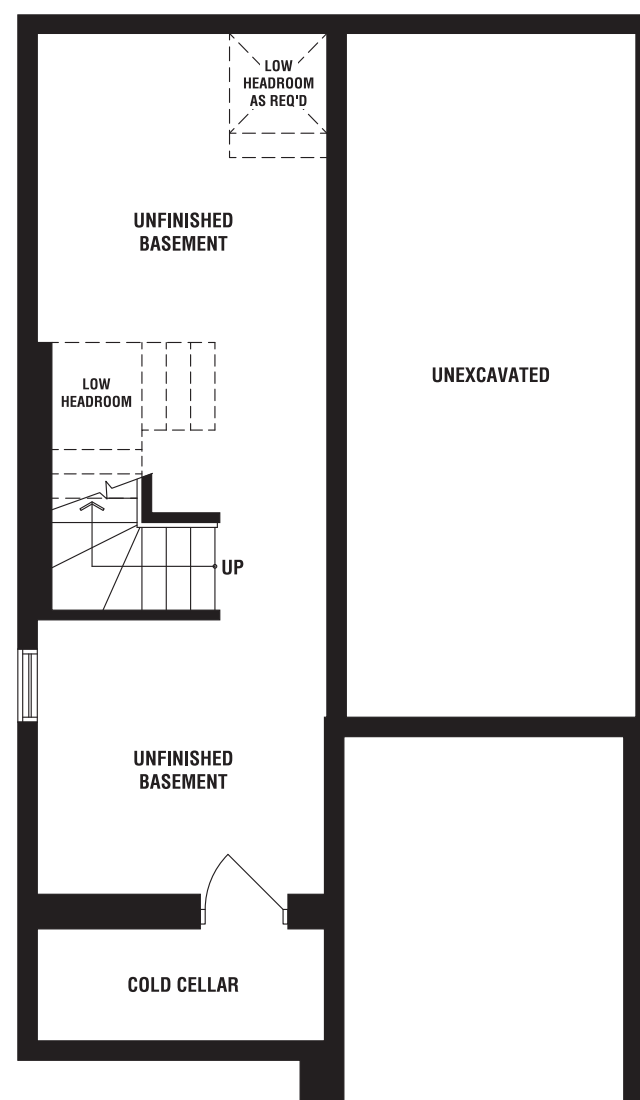 LOW
HEADROOM
AS REQ'D
UNFINISHED
BASEMENT
UNEXCAVATED
LOW
HEADROOM
UP
UNFINISHED
BASEMENT
COLD CELLAR